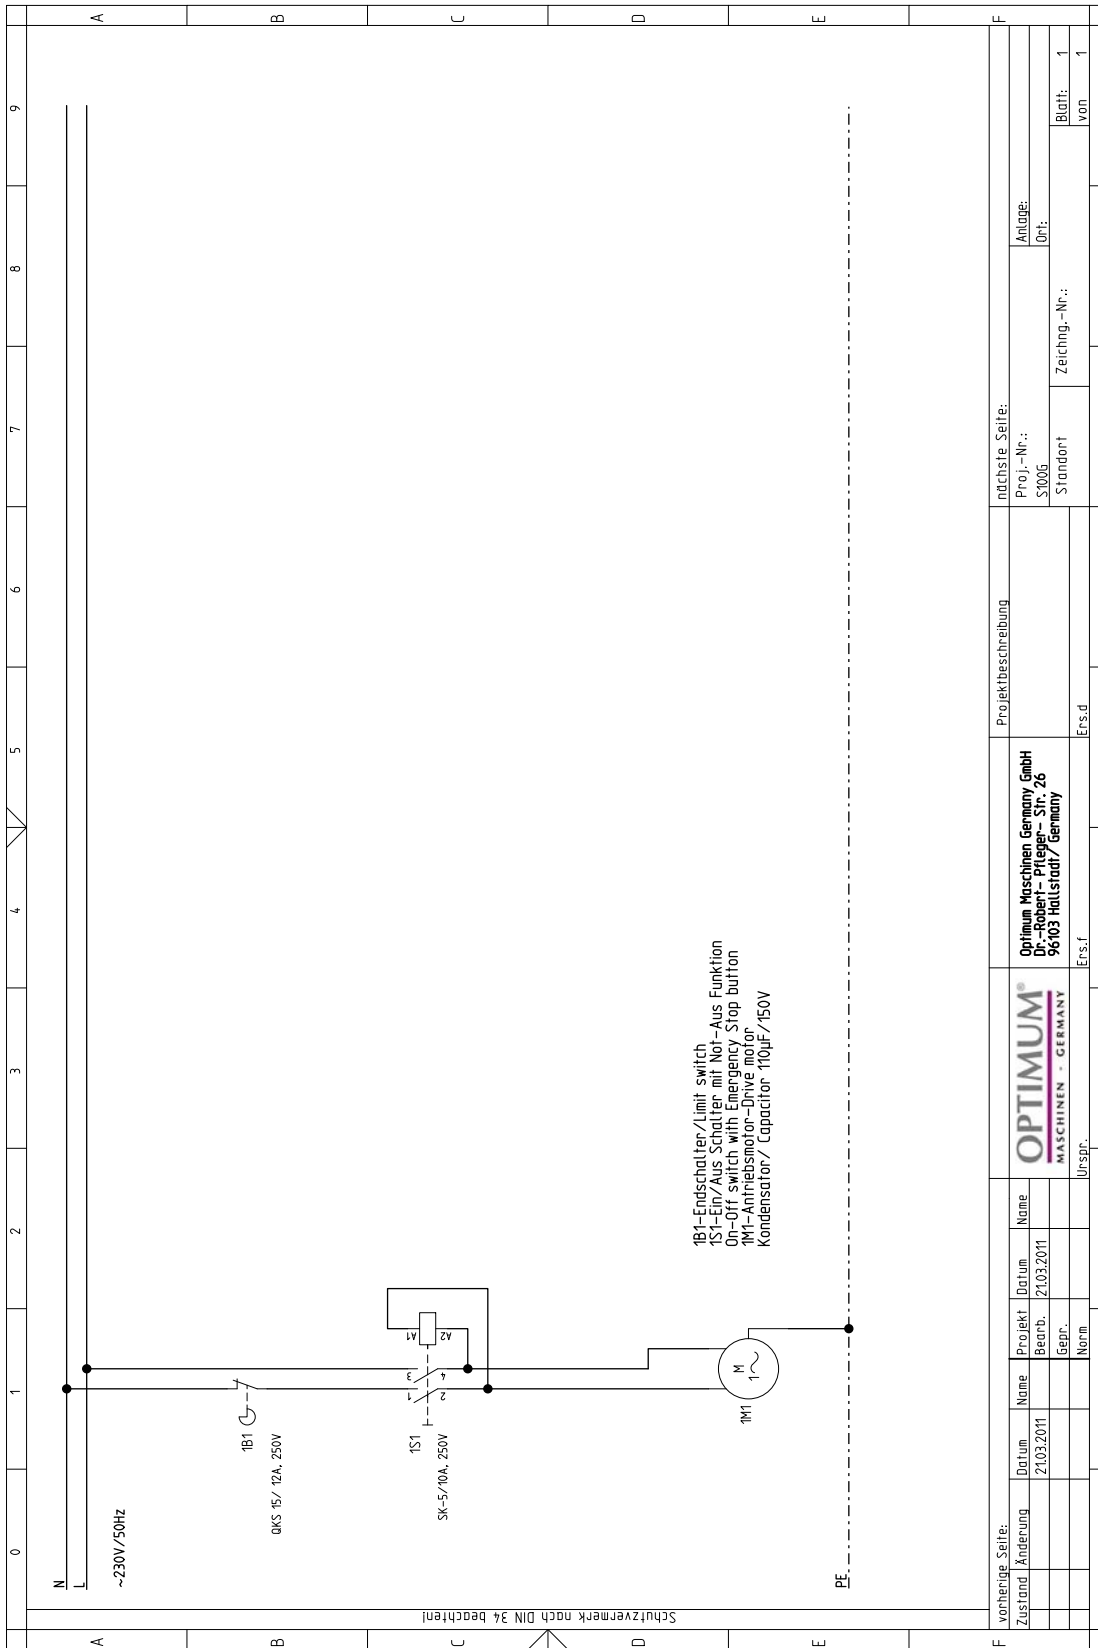 0 1 2 3 4 5 6 7 8 9
A A
B B
C C
D D
E E
F F
N
L
~230V/50Hz
1B1
QKS 15/ 12A, 250V
1S1
SK-5/10A, 250V
1 3 A1
2 4 A2
1M1
M
1~
PE
1B1-Endschalter/Limit switch
1S1-Ein/Aus Schalter mit Not-Aus Funktion
On-Off switch with Emergency Stop button
1M1-Antriebsmotor-Drive motor
Kondensator/ Capacitor 110µF/150V
Schutzvermerk nach DIN 34 beachten!
vorherige Seite:
Projektbeschreibung
nächste Seite:
Zustand Änderung Datum Name Projekt Datum Name
21.03.2011 Bearb. 21.03.2011
Gepr.
Norm
OPTIMUM®
MASCHINEN - GERMANY
Urspr.
Optimum Maschinen Germany GmbH
Dr.-Robert- Pfleger- Str. 26
96103 Hallstadt/ Germany
Ers.f
Ers.d
Proj.-Nr.:
S100G
Anlage:
Ort:
Standort
Zeichng.-Nr.:
Blatt: 1
von 1